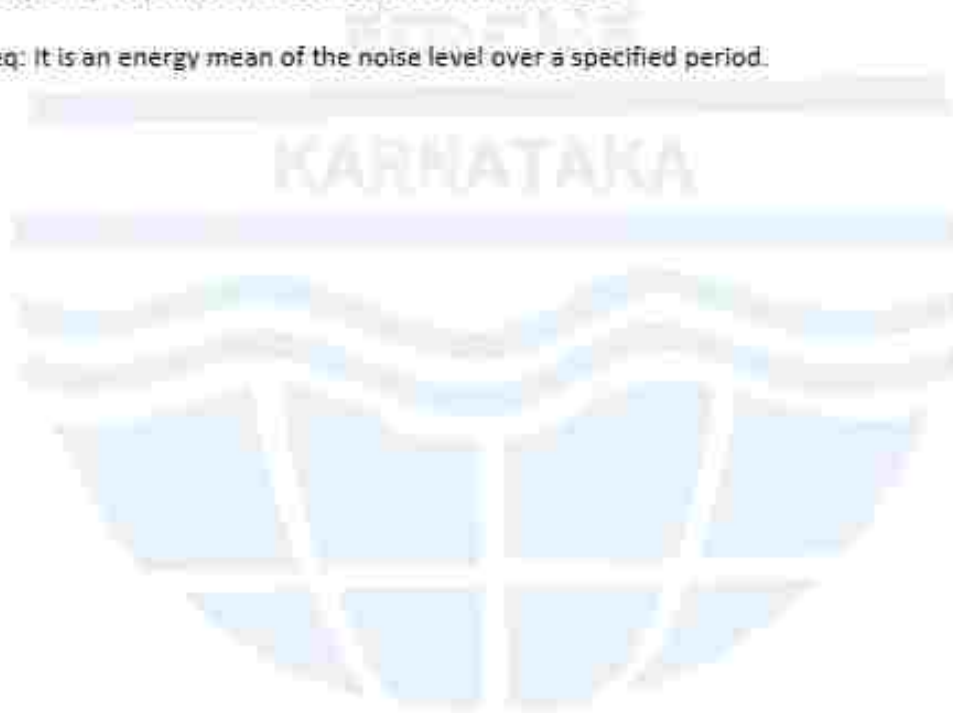 eq: It is an energy mean of the noise level over a specified period.
KARNATAKA